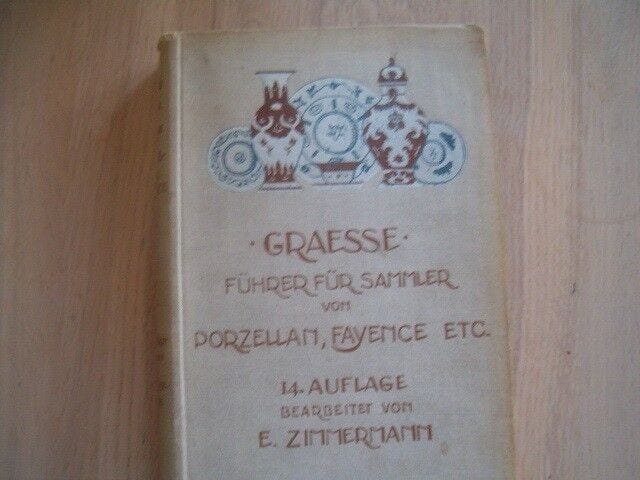 · GRAESSE ·
FÜHRER FÜR SAMMLER
VON
PORZELLAN, FAYENCE ETC.
14. AUFLAGE
BEARBEITET VON
E. ZIMMERMANN